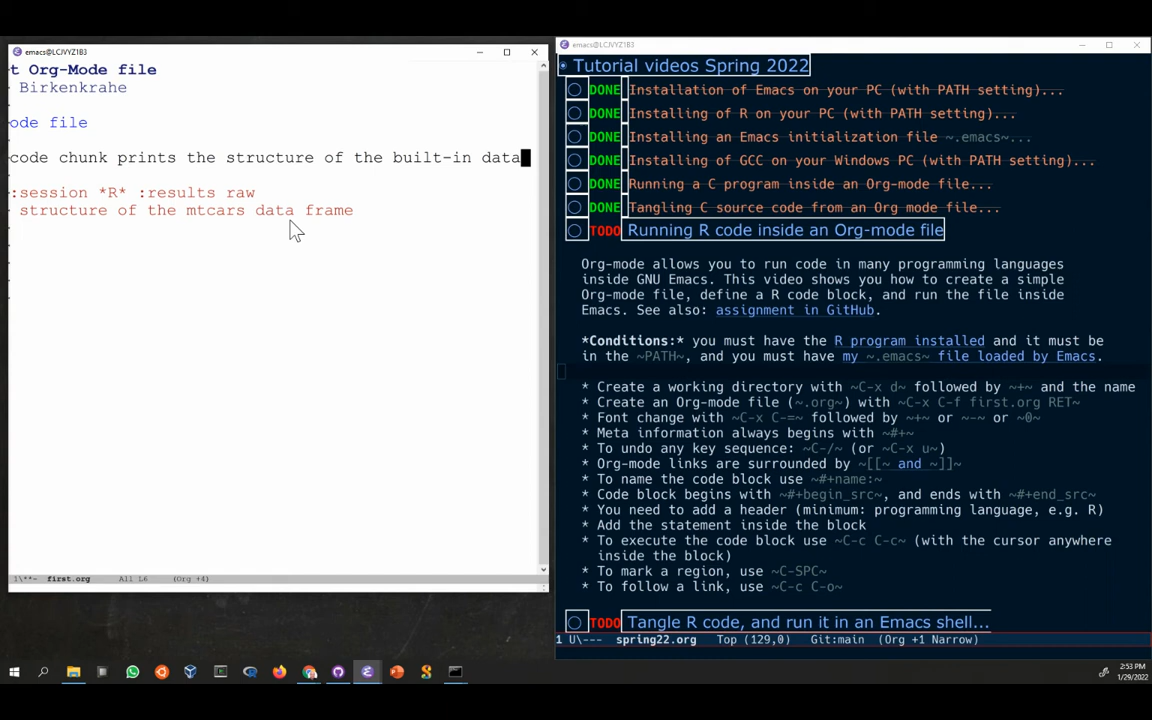 emacs@LCJVYZ1B3
t Org-Mode file
Birkenkrahe
ode file
code chunk prints the structure of the built-in data
:session *R* :results raw
structure of the mtcars data frame
1\**- first.org All L6 (Org +4)
emacs@LCJVYZ1B3
Tutorial videos Spring 2022
DONE Installation of Emacs on your PC (with PATH setting)...
DONE Installing of R on your PC (with PATH setting)...
DONE Installing an Emacs initialization file ~.emacs~...
DONE Installing of GCC on your Windows PC (with PATH setting)...
DONE Running a C program inside an Org-mode file...
DONE Tangling C source code from an Org mode file...
TODO Running R code inside an Org-mode file
Org-mode allows you to run code in many programming languages
inside GNU Emacs. This video shows you how to create a simple
Org-mode file, define a R code block, and run the file inside
Emacs. See also: assignment in GitHub.
*Conditions:* you must have the R program installed and it must be
in the ~PATH~, and you must have my ~.emacs~ file loaded by Emacs.
* Create a working directory with ~C-x d~ followed by ~+~ and the name
* Create an Org-mode file (~.org~) with ~C-x C-f first.org RET~
* Font change with ~C-x C-=~ followed by ~+~ or ~-~ or ~0~
* Meta information always begins with ~#+~
* To undo any key sequence: ~C-/~ (or ~C-x u~)
* Org-mode links are surrounded by ~[[~ and ~]]~
* To name the code block use ~#+name:~
* Code block begins with ~#+begin_src~, and ends with ~#+end_src~
* You need to add a header (minimum: programming language, e.g. R)
* Add the statement inside the block
* To execute the code block use ~C-c C-c~ (with the cursor anywhere
inside the block)
* To mark a region, use ~C-SPC~
* To follow a link, use ~C-c C-o~
TODO Tangle R code, and run it in an Emacs shell...
1 U\--- spring22.org Top (129,0) Git:main (Org +1 Narrow)
2:53 PM
1/29/2022